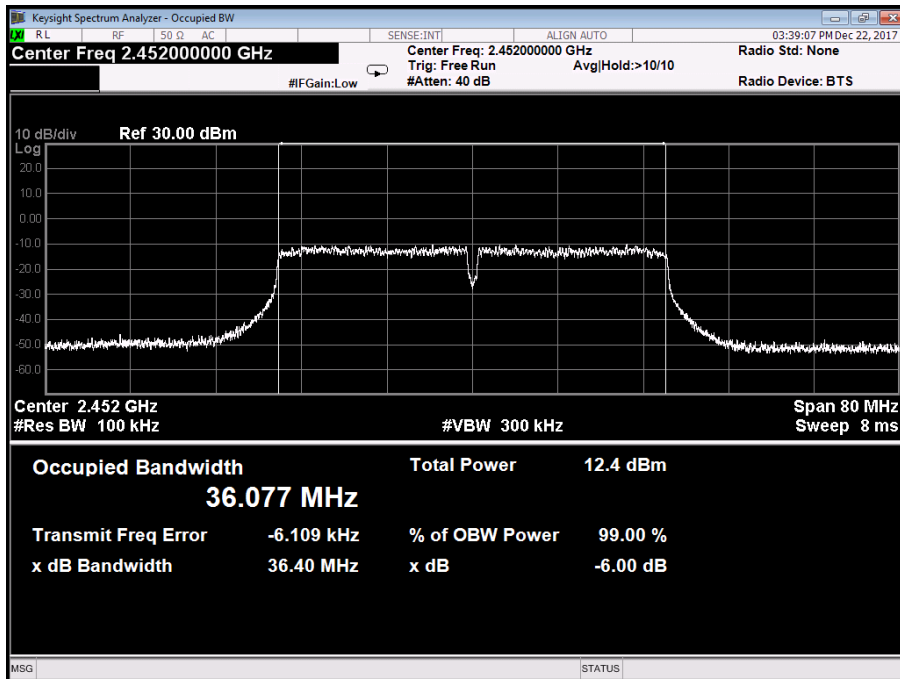 Keysight Spectrum Analyzer - Occupied BW
LXI RL RF 50 Ω AC SENSE:INT ALIGN AUTO 03:39:07 PM Dec 22, 2017
Center Freq 2.452000000 GHz Center Freq: 2.452000000 GHz Radio Std: None
Trig: Free Run Avg|Hold:>10/10
#IFGain:Low #Atten: 40 dB Radio Device: BTS
10 dB/div Ref 30.00 dBm
Log
20.0
10.0
0.00
-10.0
-20.0
-30.0
-40.0
-50.0
-60.0
Center 2.452 GHz Span 80 MHz
#Res BW 100 kHz #VBW 300 kHz Sweep 8 ms
Occupied Bandwidth Total Power 12.4 dBm
36.077 MHz
Transmit Freq Error -6.109 kHz % of OBW Power 99.00 %
x dB Bandwidth 36.40 MHz x dB -6.00 dB
MSG STATUS